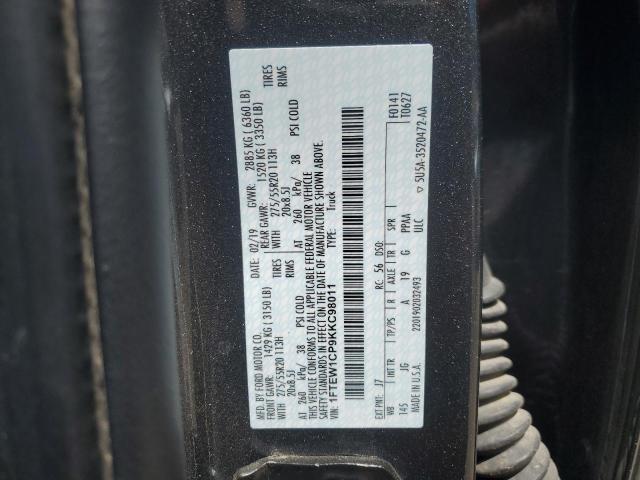 MFD. BY FORD MOTOR CO.
DATE: 02/19 GVWR: 2885 KG ( 6360 LB)
FRONT GAWR: 1429 KG ( 3150 LB) REAR GAWR: 1520 KG ( 3350 LB)
WITH 275/55R20 113H TIRES WITH 275/55R20 113H TIRES
20x8.5J RIMS 20x8.5J RIMS
AT 260 kPa/ 38 PSI COLD AT 260 kPa/ 38 PSI COLD
THIS VEHICLE CONFORMS TO ALL APPLICABLE FEDERAL MOTOR VEHICLE
SAFETY STANDARDS IN EFFECT ON THE DATE OF MANUFACTURE SHOWN ABOVE.
VIN: 1FTEW1CP9KKC98011 TYPE: Truck
F0141
T0627
EXT PNT: J7 RC: 56 DSO:
WB INT TR TP/PS R AXLE TR SPR
145 JG A 19 G PPAA
ULC
MADE IN U.S.A. 2201902032493
▽ 5U5A-3520472-AA